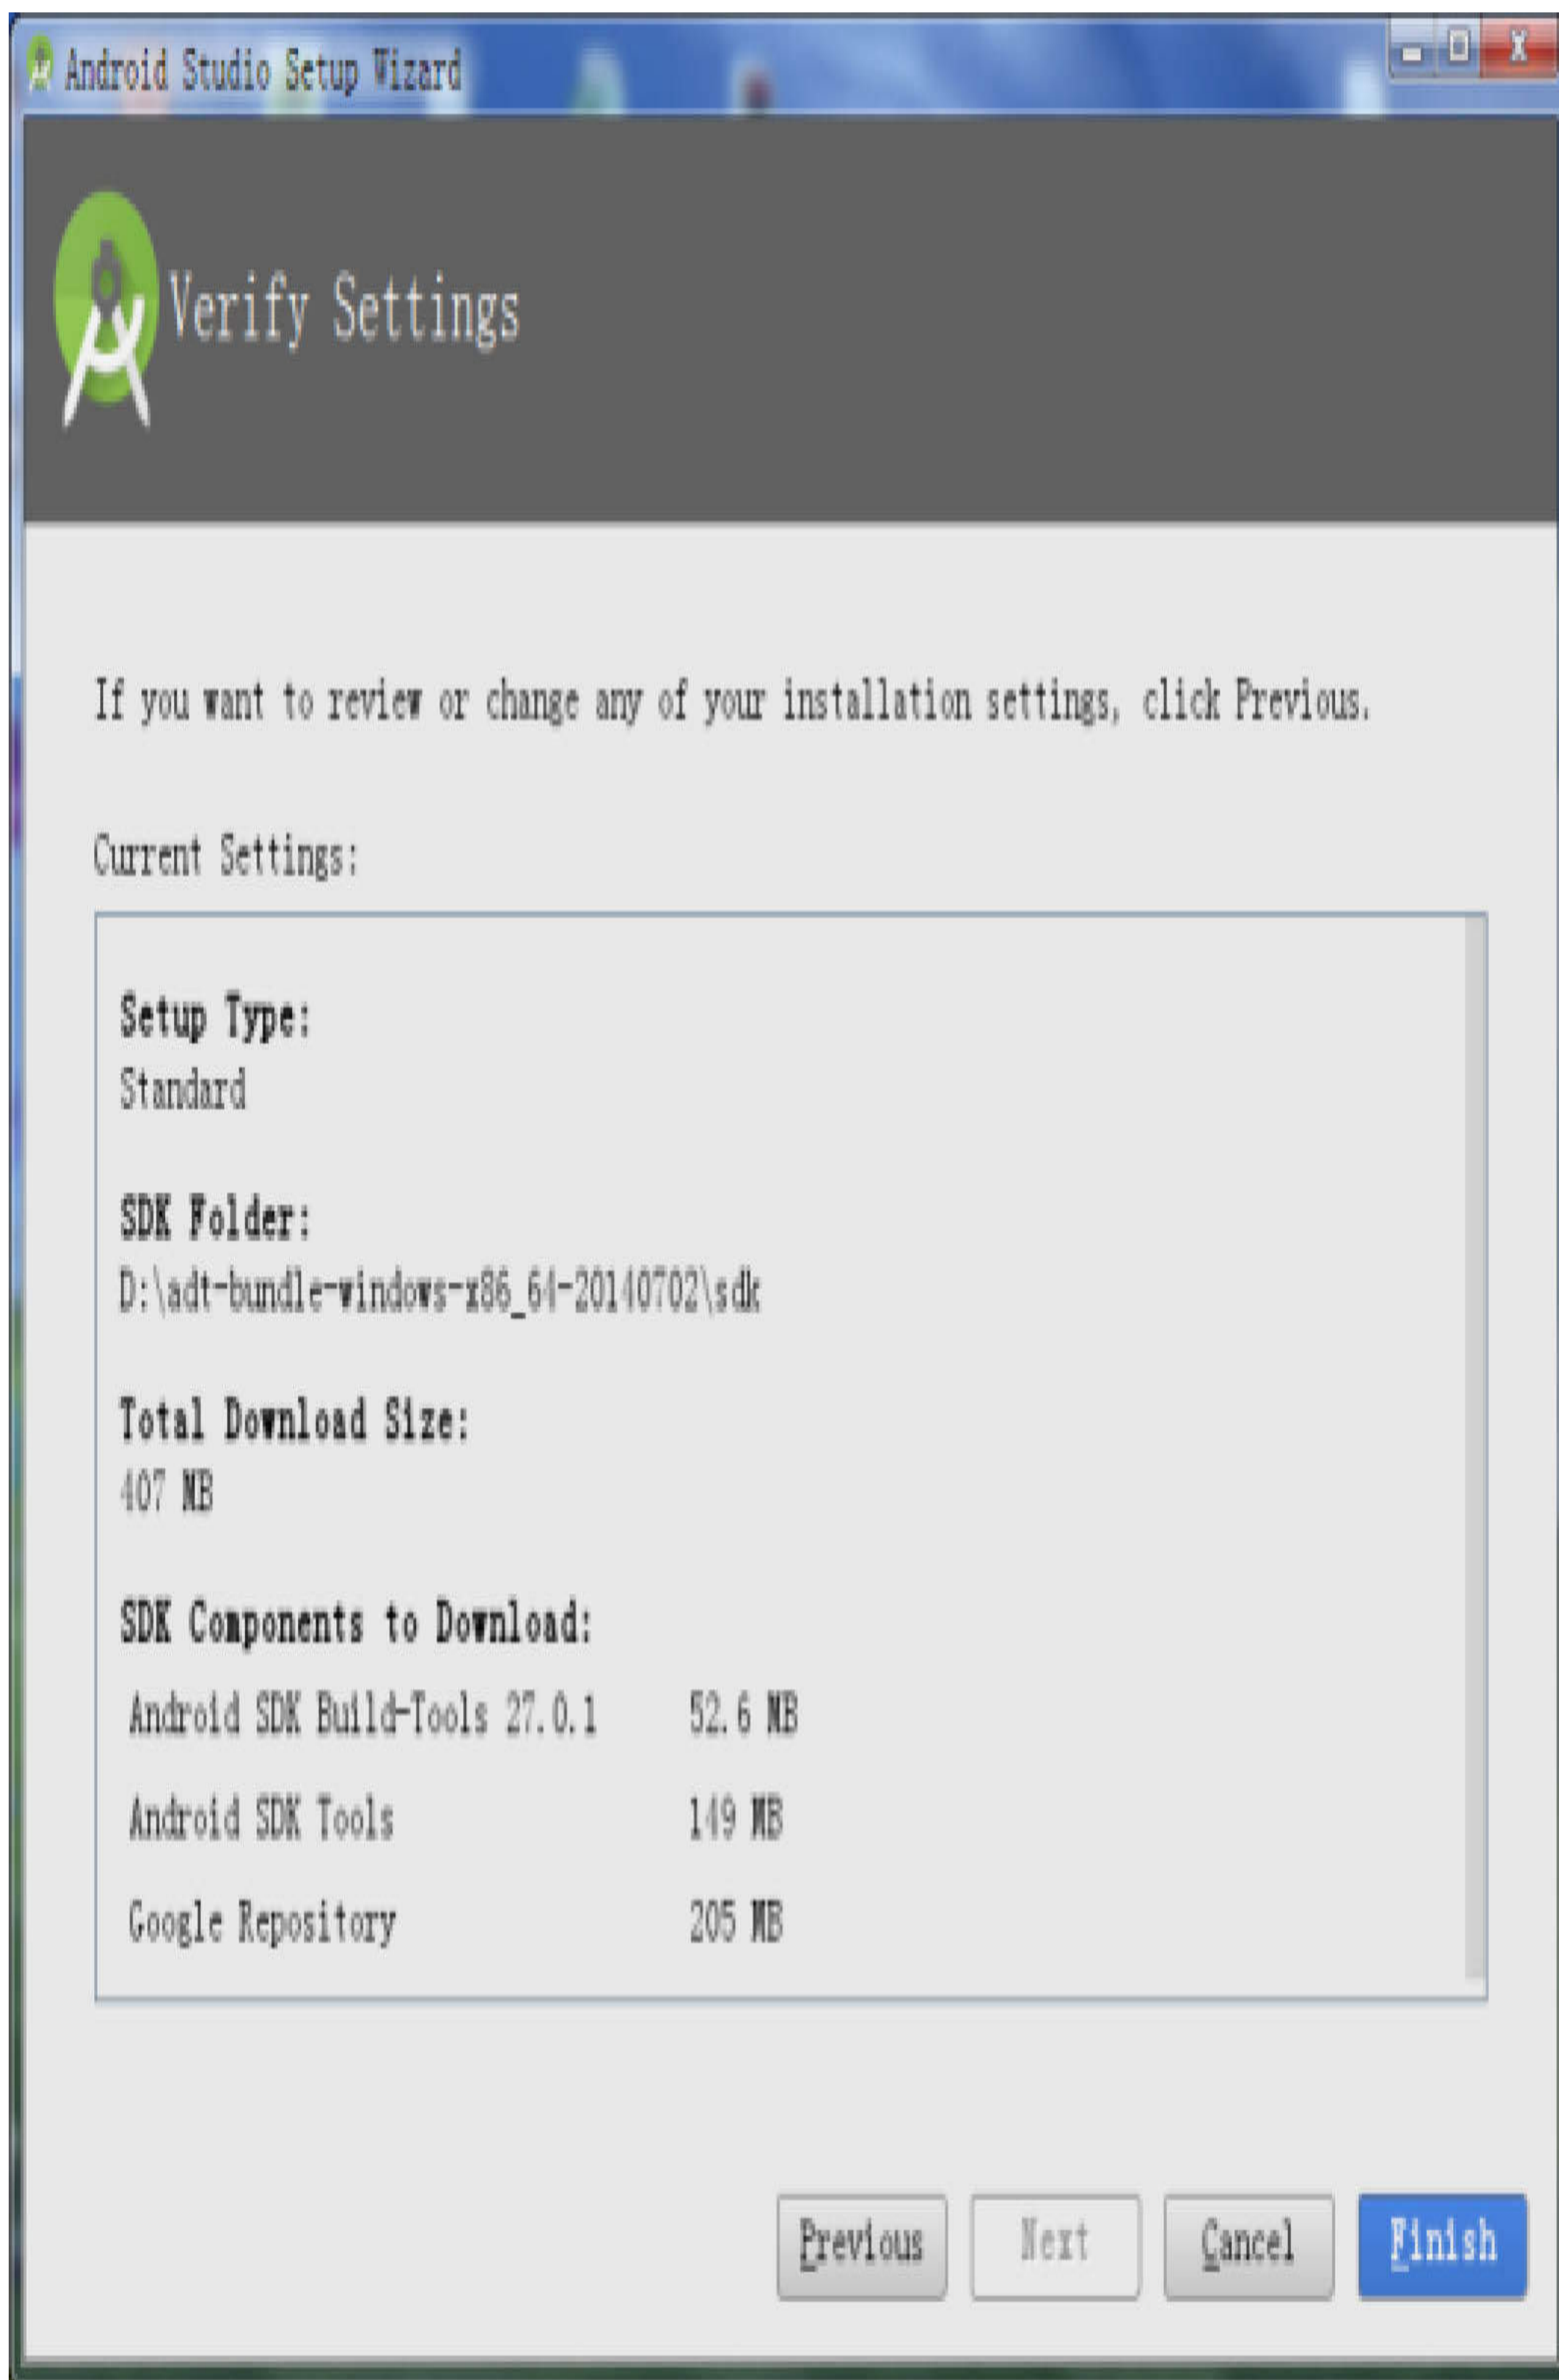 Android Studio Setup Wizard
Verify Settings
If you want to review or change any of your installation settings, click Previous.
Current Settings:
Setup Type:
Standard
SDK Folder:
D:\adt-bundle-windows-x86_64-20140702\sdk
Total Download Size:
407 MB
SDK Components to Download:
Android SDK Build-Tools 27.0.1 52.6 MB
Android SDK Tools 149 MB
Google Repository 205 MB
Previous Next Cancel Finish